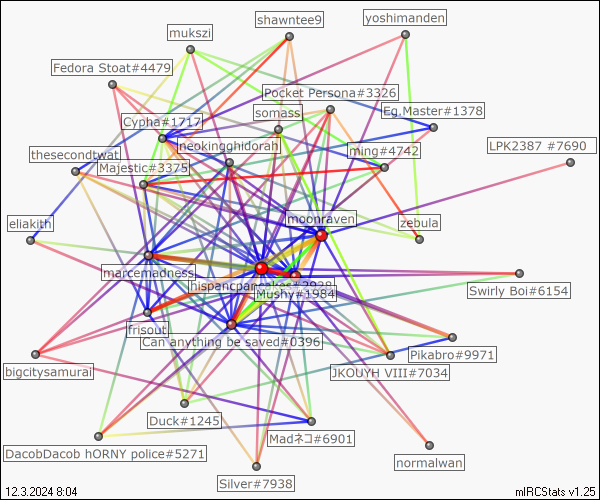 shawntee9
yoshimanden
mukszi
Fedora Stoat#4479
Pocket Persona#3326
Eg.Master#1378
somass
Cypha#1717
neokingghidorah
LPK2387 #7690
ming#4742
thesecondtwat
Majestic#3375
moonraven
eliakith
zebula
marcemadness
hispancpancakes#2938
Mushy#1984
Swirly Boi#6154
frisout
Can anything be saved#0396
Pikabro#9971
bigcitysamurai
JKOUYH VIII#7034
Duck#1245
Madネコ#6901
DacobDacob hORNY police#5271
normalwan
Silver#7938
12.3.2024 8:04
mIRCStats v1.25